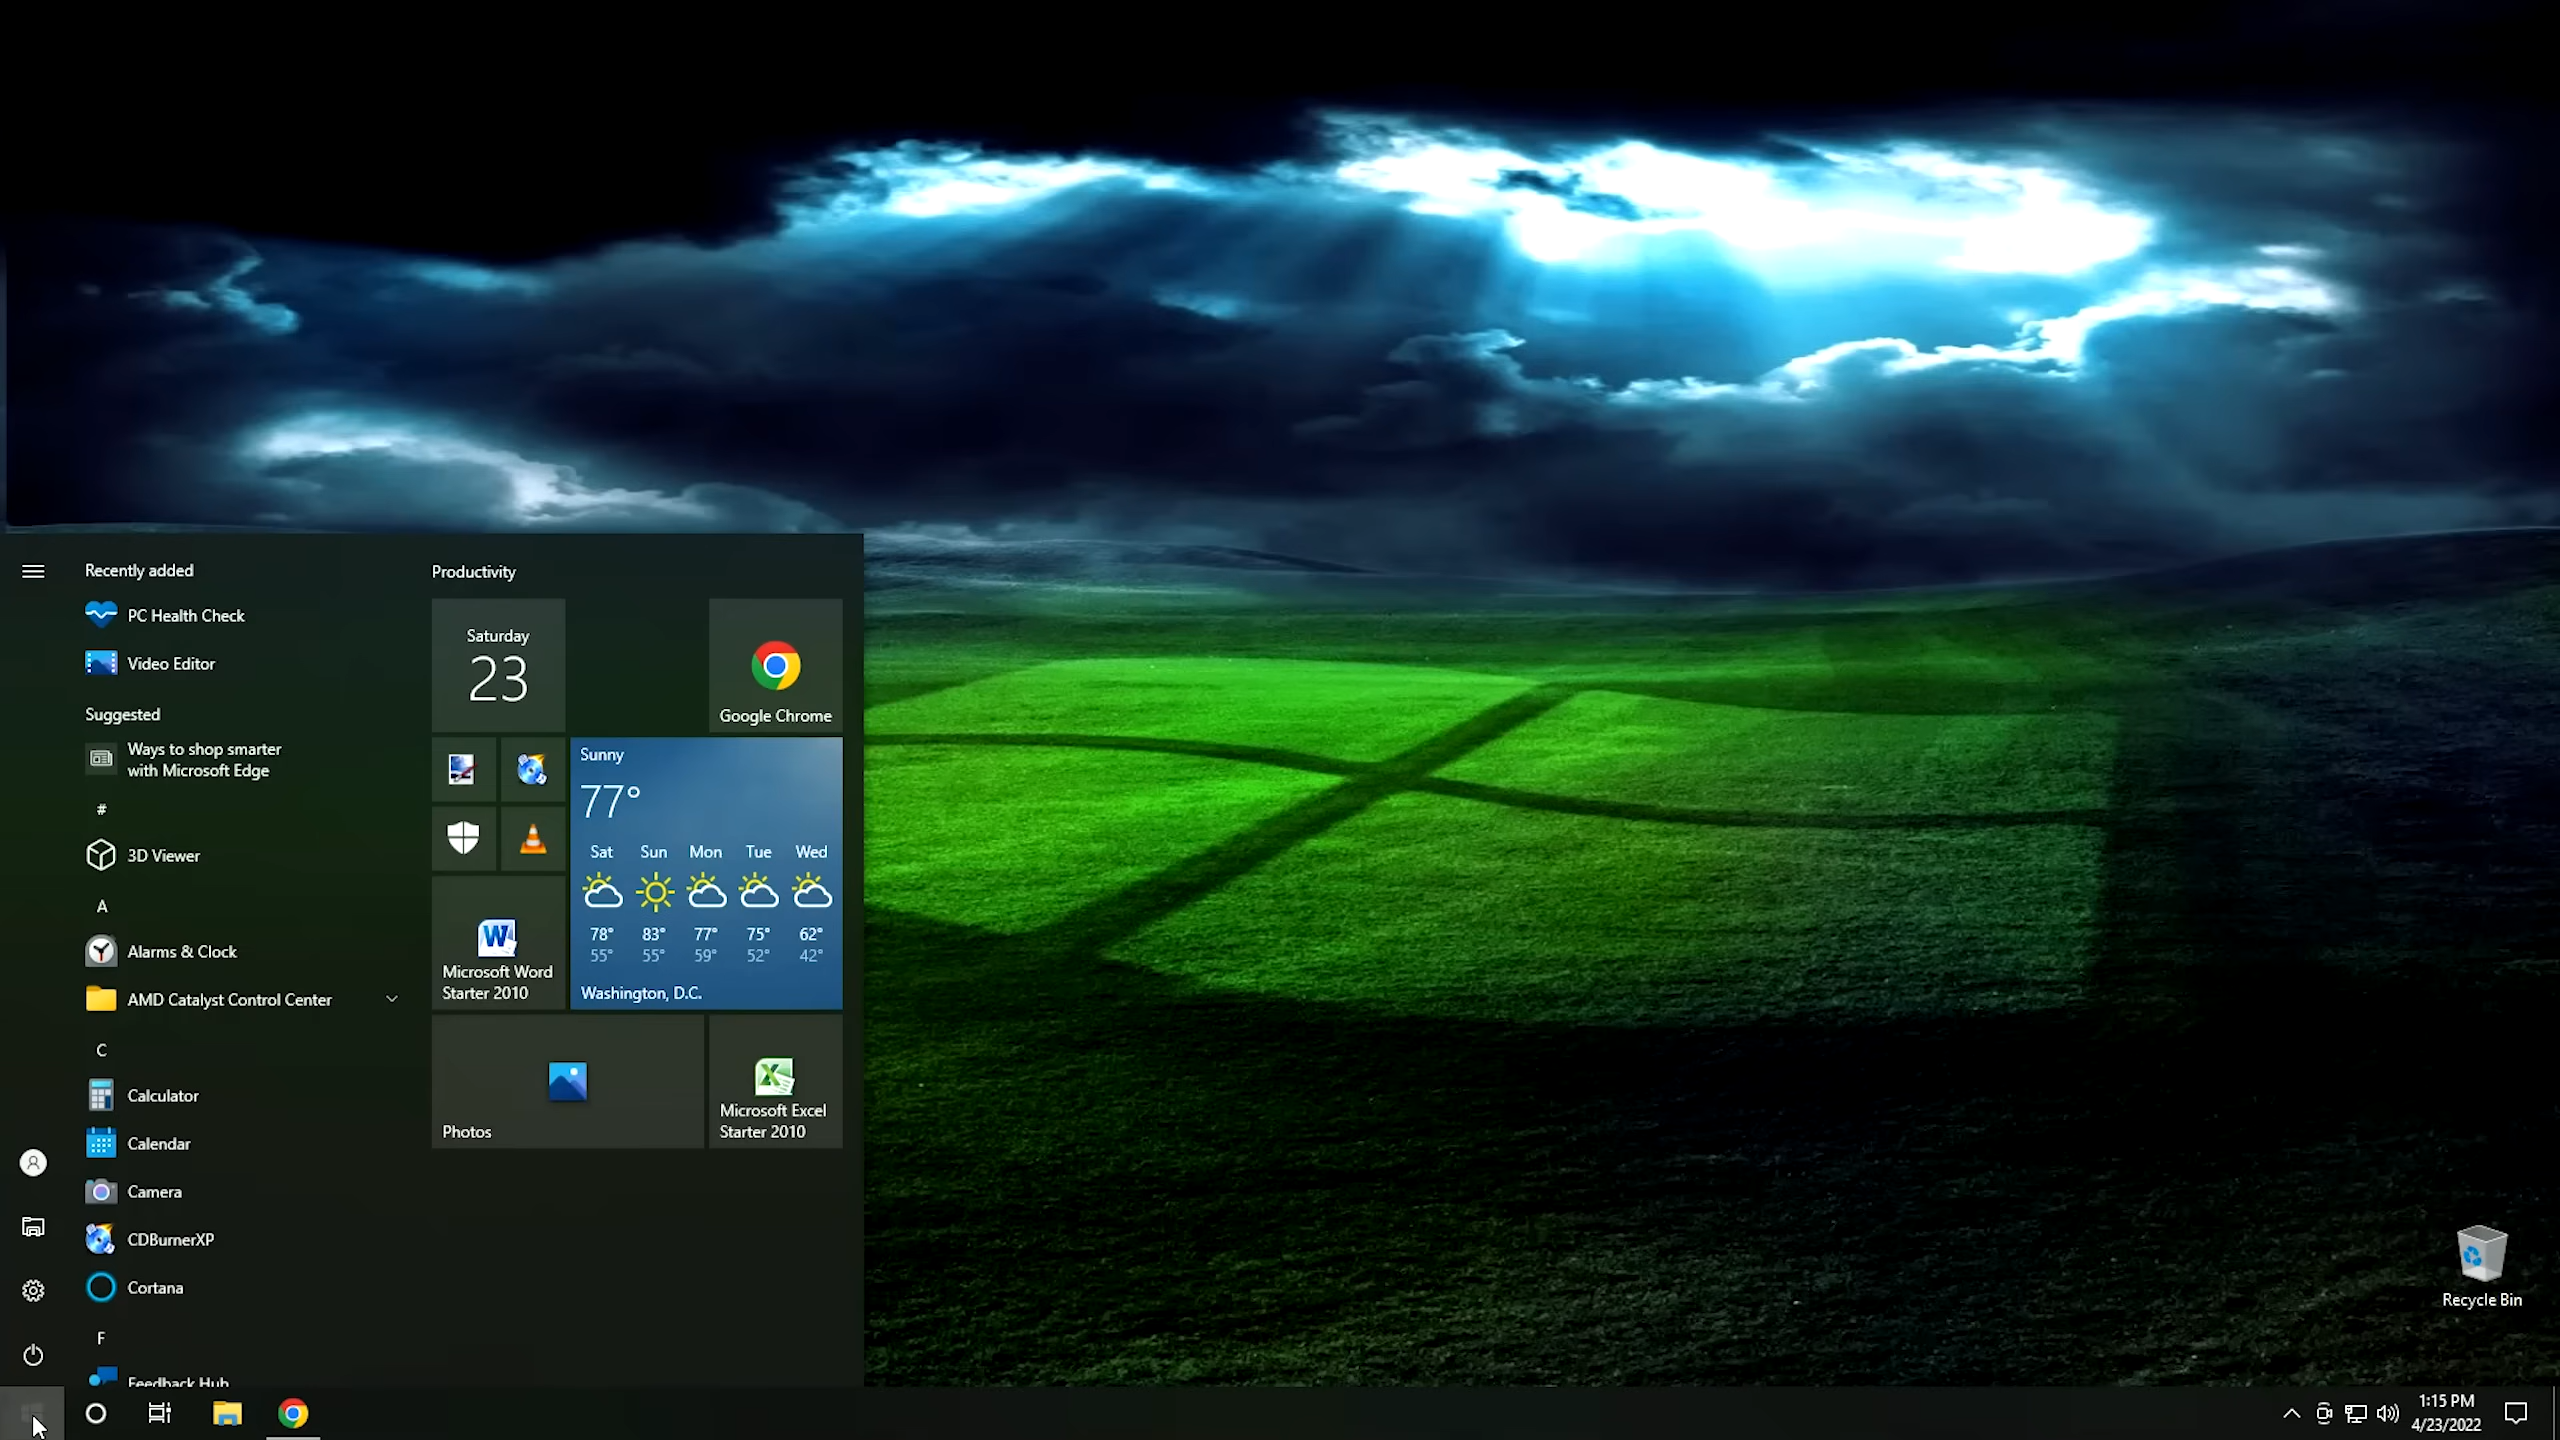 Recently added
PC Health Check
Video Editor
Suggested
Ways to shop smarter
with Microsoft Edge
#
3D Viewer
A
Alarms & Clock
AMD Catalyst Control Center
C
Calculator
Calendar
Camera
CDBurnerXP
Cortana
F
Feedback Hub
Productivity
Saturday
23
Google Chrome
Sunny
77°
Sat Sun Mon Tue Wed
78° 83° 77° 75° 62°
55° 55° 59° 52° 42°
Washington, D.C.
Microsoft Word
Starter 2010
Photos
Microsoft Excel
Starter 2010
Recycle Bin
1:15 PM
4/23/2022